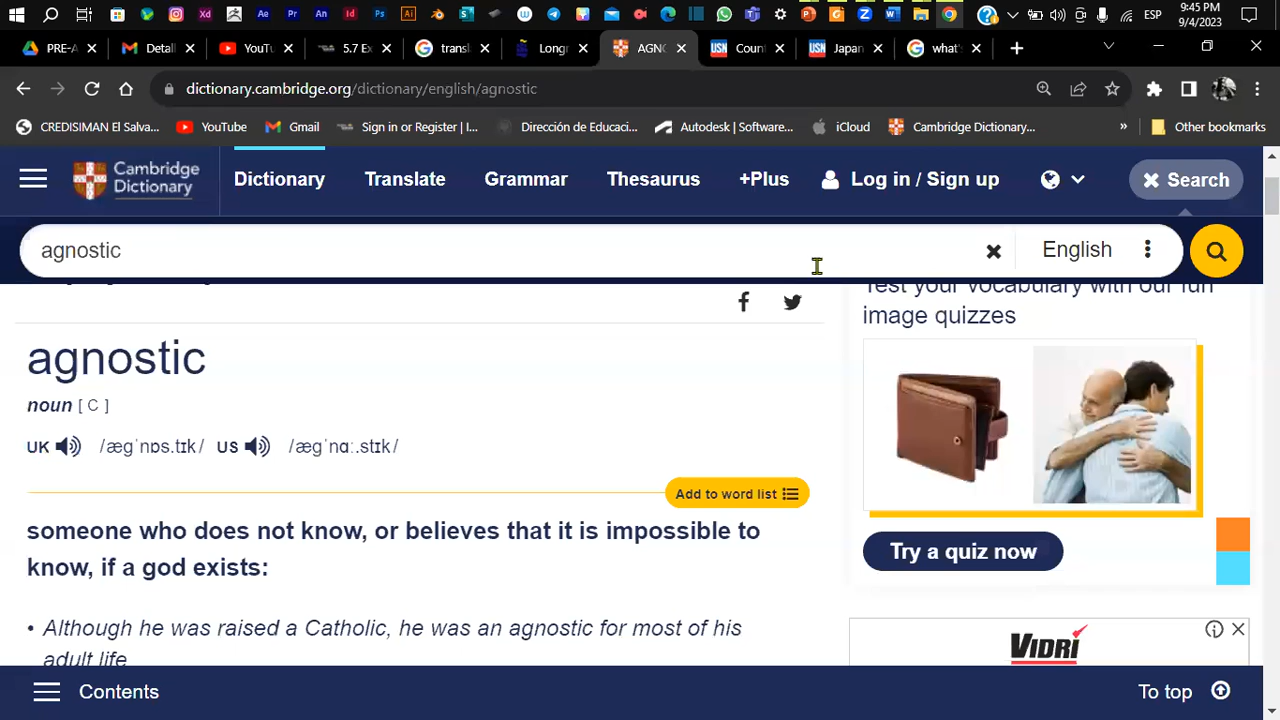 ESP
9:45 PM
9/4/2023
PRE-A
Detail
YouTu
5.7 Ex
transl
Longr
AGNO
Count
Japan
what's
dictionary.cambridge.org/dictionary/english/agnostic
CREDISIMAN El Salva...
YouTube
Gmail
Sign in or Register | I...
Dirección de Educaci...
Autodesk | Software...
iCloud
Cambridge Dictionary...
»
Other bookmarks
Cambridge
Dictionary
Dictionary
Translate
Grammar
Thesaurus
+Plus
Log in / Sign up
Search
agnostic
English
Test your vocabulary with our fun
image quizzes
agnostic
noun [ C ]
UK /æɡˈnɒs.tɪk/ US /æɡˈnɑː.stɪk/
Add to word list
someone who does not know, or believes that it is impossible to
know, if a god exists:
Try a quiz now
• Although he was raised a Catholic, he was an agnostic for most of his
adult life
VIDRÍ
Contents
To top